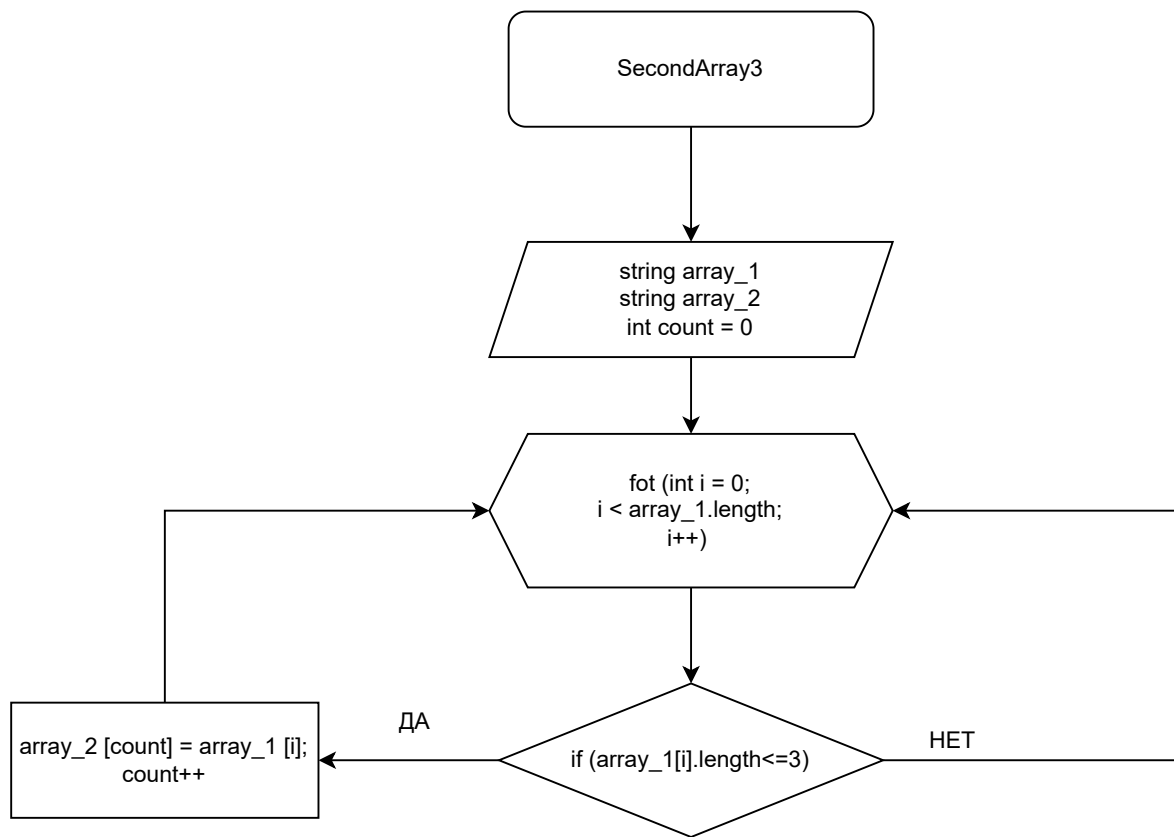 SecondArray3
string array_1
string array_2
int count = 0
fot (int i = 0;
i < array_1.length;
i++)
ДА
НЕТ
array_2 [count] = array_1 [i];
count++
if (array_1[i].length<=3)